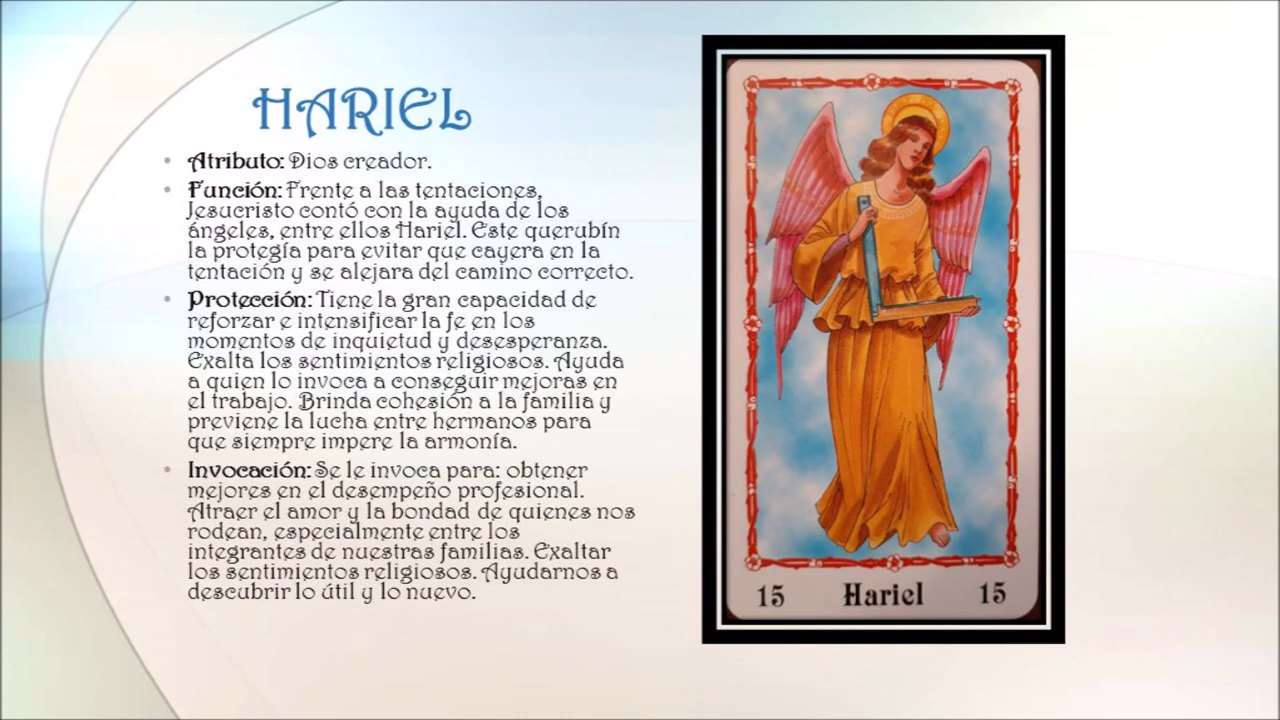 HARIEL
• Atributo: Dios creador.
• Función: Frente a las tentaciones,
Jesucristo contó con la ayuda de los
ángeles, entre ellos Hariel. Este querubín
la protegía para evitar que cayera en la
tentación y se alejara del camino correcto.
• Protección: Tiene la gran capacidad de
reforzar e intensificar la fe en los
momentos de inquietud y desesperanza.
Exalta los sentimientos religiosos. Ayuda
a quien lo invoca a conseguir mejoras en
el trabajo. Brinda cohesión a la familia y
previene la lucha entre hermanos para
que siempre impere la armonía.
• Invocación: Se le invoca para: obtener
mejores en el desempeño profesional.
Atraer el amor y la bondad de quienes nos
rodean, especialmente entre los
integrantes de nuestras familias. Exaltar
los sentimientos religiosos. Ayudarnos a
descubrir lo útil y lo nuevo.
15 Hariel 15